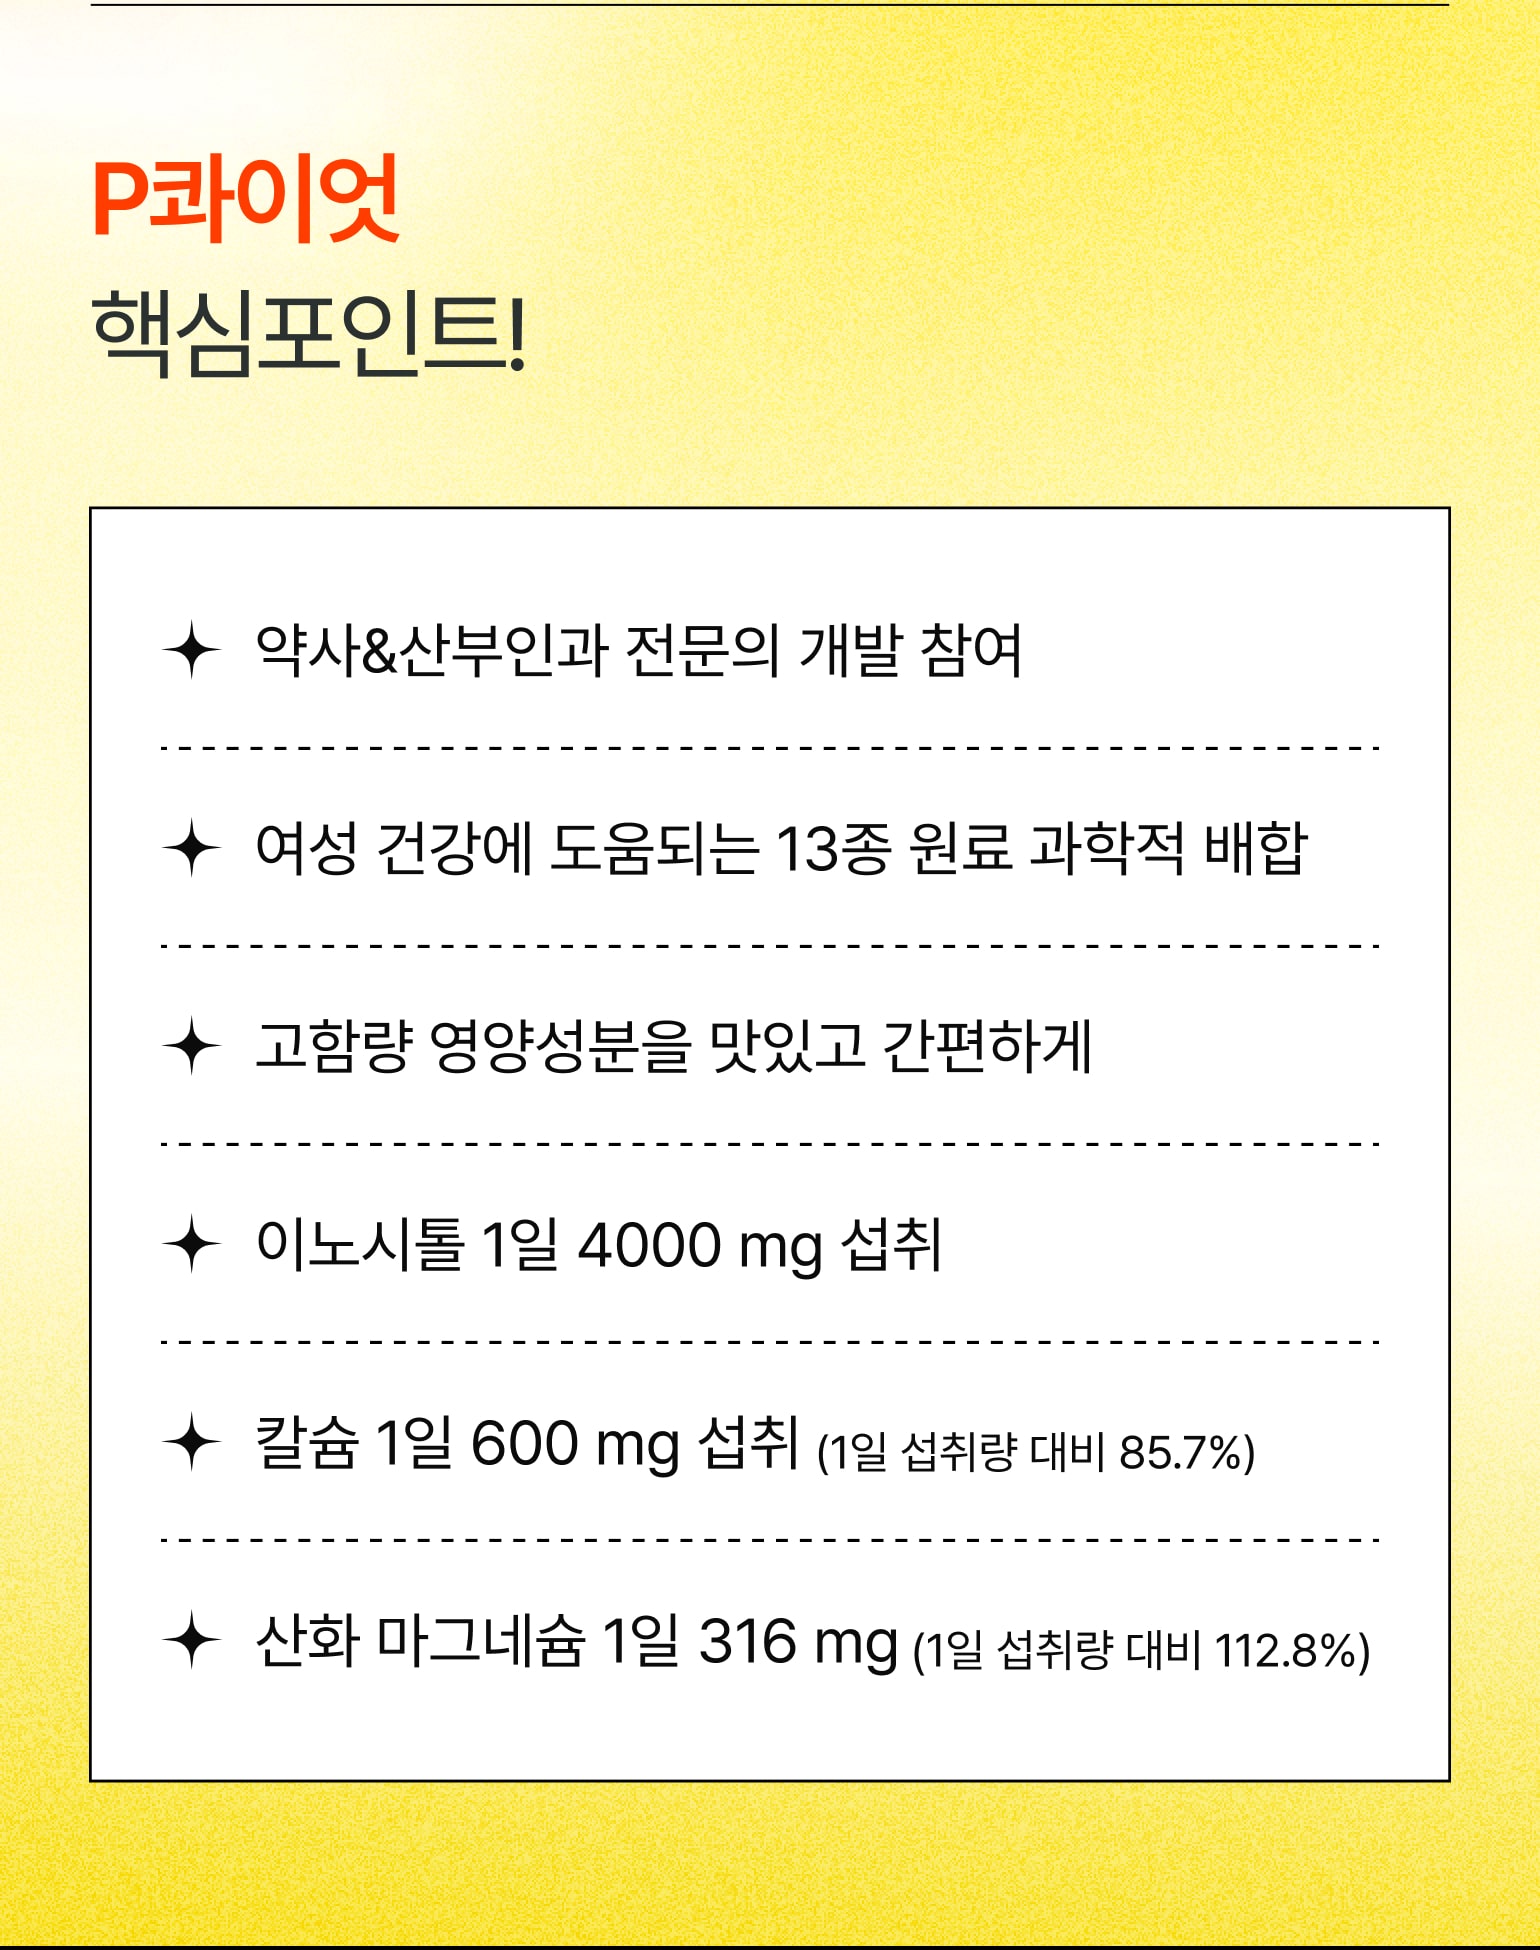 P콰이엇
핵심포인트!
약사&산부인과 전문의 개발 참여
여성 건강에 도움되는 13종 원료 과학적 배합
고함량 영양성분을 맛있고 간편하게
이노시톨 1일 4000 mg 섭취
칼슘 1일 600 mg 섭취 (1일 섭취량 대비 85.7%)
산화 마그네슘 1일 316 mg (1일 섭취량 대비 112.8%)